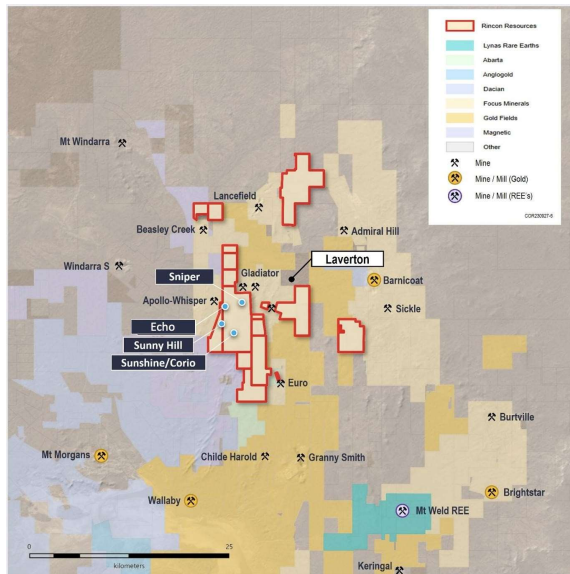 Rincon Resources
Lynas Rare Earths
Abarta
Anglogold
Dacian
Focus Minerals
Gold Fields
Magnetic
Other
Mine
Mine / Mill (Gold)
Mine / Mill (REE's)
COR230927-6
Mt Windarra
Lancefield
Beasley Creek
Admiral Hill
Laverton
Windarra S
Sniper
Gladiator
Barnicoat
Apollo-Whisper
Sickle
Echo
Sunny Hill
Sunshine/Corio
Euro
Burtville
Mt Morgans
Childe Harold
Granny Smith
Wallaby
Brightstar
Mt Weld REE
0 25
kilometers
Keringal